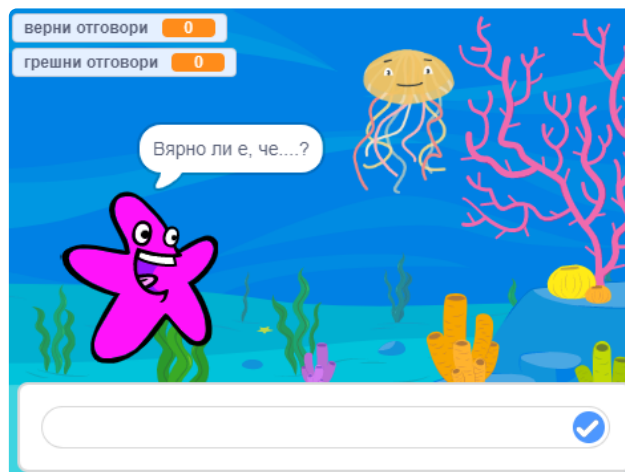 верни отговори 0
грешни отговори 0
Вярно ли е, че....?